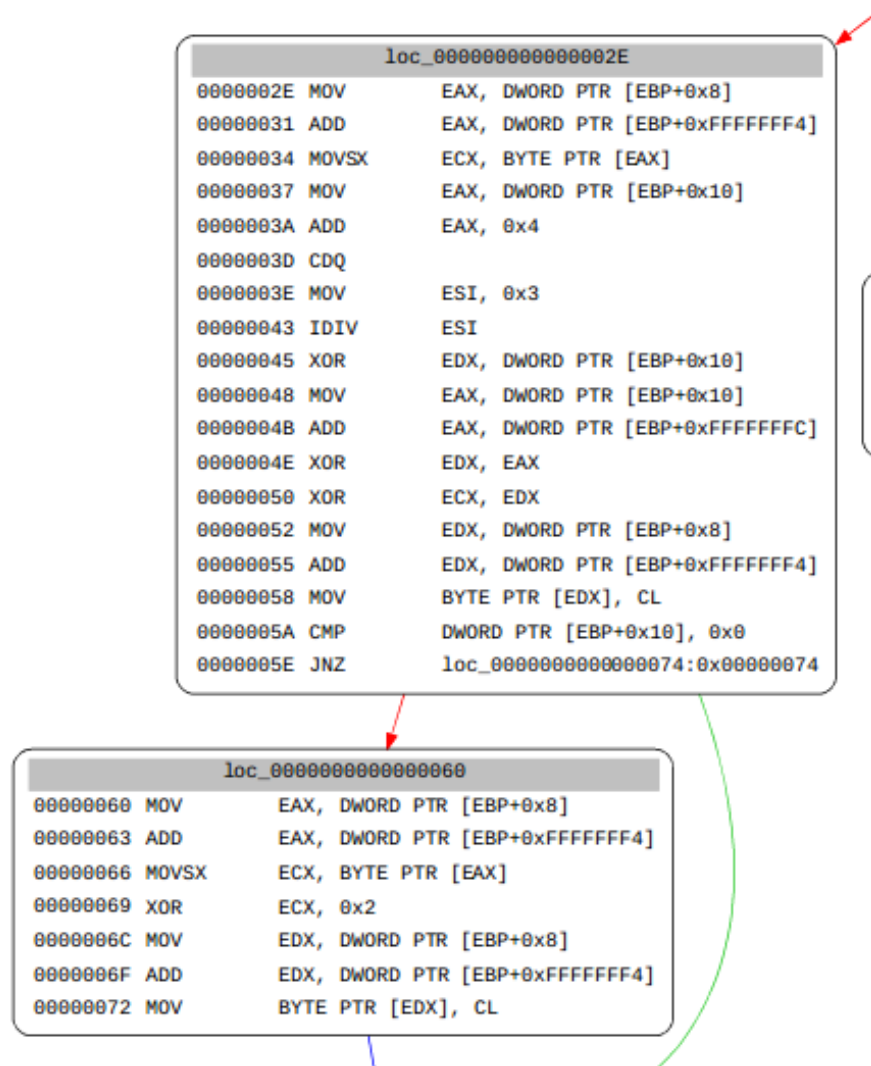 loc_000000000000002E
0000002E MOV EAX, DWORD PTR [EBP+0x8]
00000031 ADD EAX, DWORD PTR [EBP+0xFFFFFFF4]
00000034 MOVSX ECX, BYTE PTR [EAX]
00000037 MOV EAX, DWORD PTR [EBP+0x10]
0000003A ADD EAX, 0x4
0000003D CDQ
0000003E MOV ESI, 0x3
00000043 IDIV ESI
00000045 XOR EDX, DWORD PTR [EBP+0x10]
00000048 MOV EAX, DWORD PTR [EBP+0x10]
0000004B ADD EAX, DWORD PTR [EBP+0xFFFFFFFC]
0000004E XOR EDX, EAX
00000050 XOR ECX, EDX
00000052 MOV EDX, DWORD PTR [EBP+0x8]
00000055 ADD EDX, DWORD PTR [EBP+0xFFFFFFF4]
00000058 MOV BYTE PTR [EDX], CL
0000005A CMP DWORD PTR [EBP+0x10], 0x0
0000005E JNZ loc_0000000000000074:0x00000074
loc_0000000000000060
00000060 MOV EAX, DWORD PTR [EBP+0x8]
00000063 ADD EAX, DWORD PTR [EBP+0xFFFFFFF4]
00000066 MOVSX ECX, BYTE PTR [EAX]
00000069 XOR ECX, 0x2
0000006C MOV EDX, DWORD PTR [EBP+0x8]
0000006F ADD EDX, DWORD PTR [EBP+0xFFFFFFF4]
00000072 MOV BYTE PTR [EDX], CL